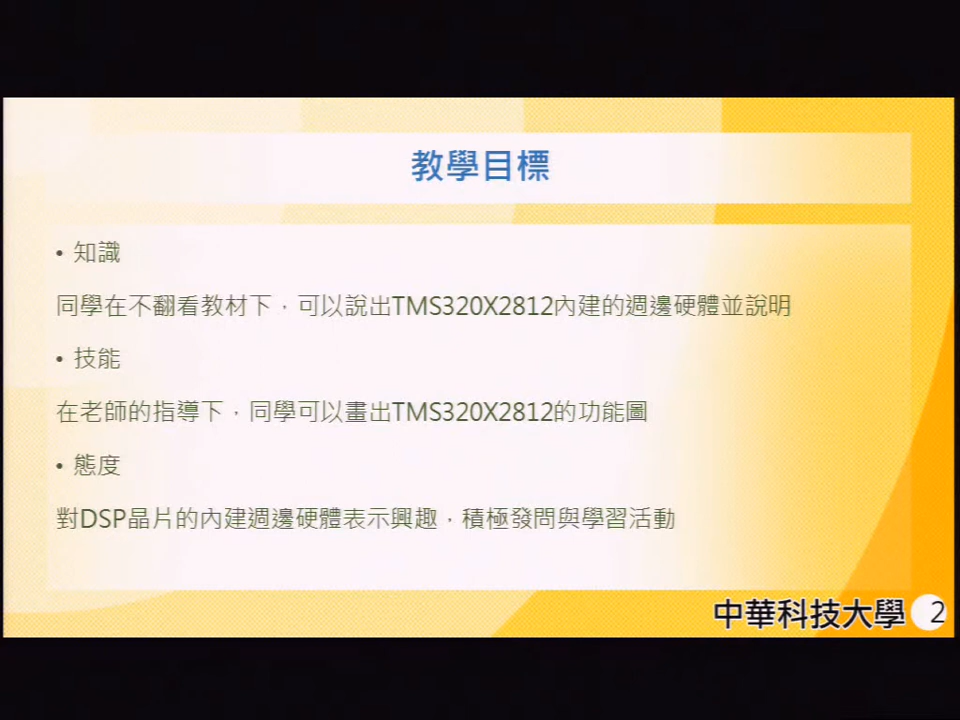 教學目標
• 知識
同學在不翻看教材下，可以說出TMS320X2812內建的週邊硬體並說明
• 技能
在老師的指導下，同學可以畫出TMS320X2812的功能圖
• 態度
對DSP晶片的內建週邊硬體表示興趣，積極發問與學習活動
中華科技大學 2